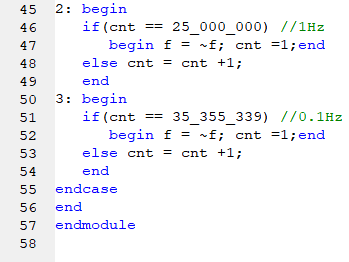 45 2: begin
46 if(cnt == 25_000_000) //1Hz
47 begin f = ~f; cnt =1;end
48 else cnt = cnt +1;
49 end
50 3: begin
51 if(cnt == 35_355_339) //0.1Hz
52 begin f = ~f; cnt =1;end
53 else cnt = cnt +1;
54 end
55 endcase
56 end
57 endmodule
58